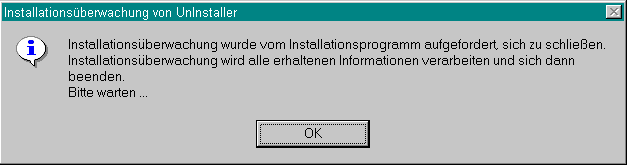 Installationsüberwachung von UnInstaller
Installationsüberwachung wurde vom Installationsprogramm aufgefordert, sich zu schließen.
Installationsüberwachung wird alle erhaltenen Informationen verarbeiten und sich dann
beenden.
Bitte warten ...
OK